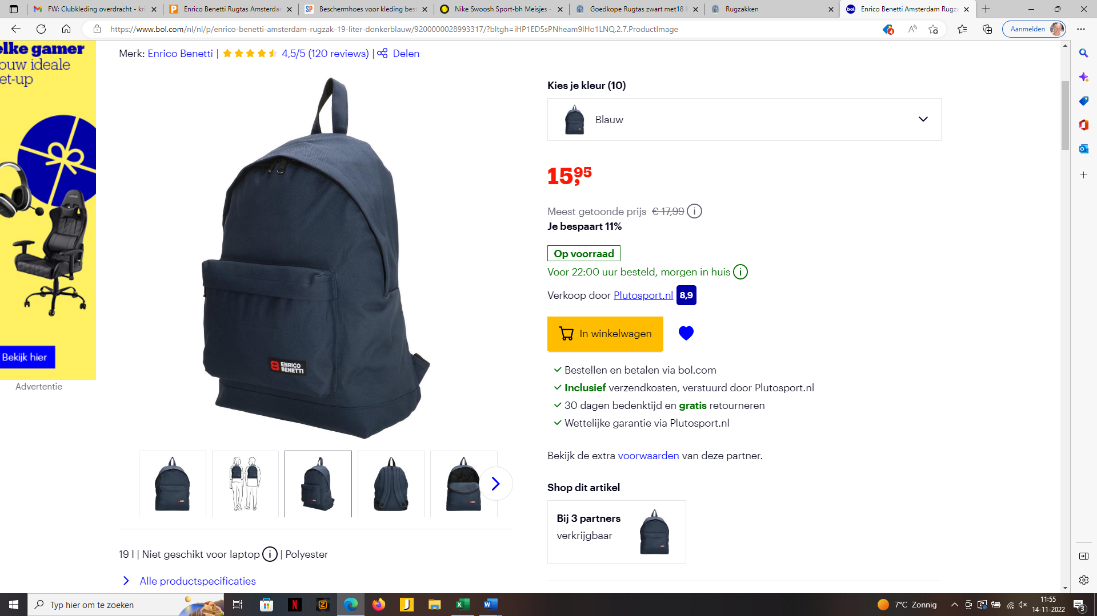 FW: Clubkleding overdracht - kni
Enrico Benetti Rugtas Amsterdam
Beschermhoes voor kleding best
Nike Swoosh Sport-bh Meisjes -
Goedkope Rugtas zwart met18 l
Rugzakken
Enrico Benetti Amsterdam Rugza
https://www.bol.com/nl/nl/p/enrico-benetti-amsterdam-rugzak-19-liter-donkerblauw/9200000028993317/?bltgh=iHP1ED5sPNheam9IHo1LNQ.2.7.ProductImage
Aanmelden
elke gamer
ouw ideale
et-up
Bekijk hier
Advertentie
Merk: Enrico Benetti | 4,5/5 (120 reviews) | Delen
ENRICO
BENETTI
19 l | Niet geschikt voor laptop | Polyester
Alle productspecificaties
Kies je kleur (10)
Blauw
15,95
Meest getoonde prijs € 17,99
Je bespaart 11%
Op voorraad
Voor 22:00 uur besteld, morgen in huis
Verkoop door Plutosport.nl 8,9
In winkelwagen
Bestellen en betalen via bol.com
Inclusief verzendkosten, verstuurd door Plutosport.nl
30 dagen bedenktijd en gratis retourneren
Wettelijke garantie via Plutosport.nl
Bekijk de extra voorwaarden van deze partner.
Shop dit artikel
Bij 3 partners
verkrijgbaar
Typ hier om te zoeken
7°C Zonnig
11:55
14-11-2022